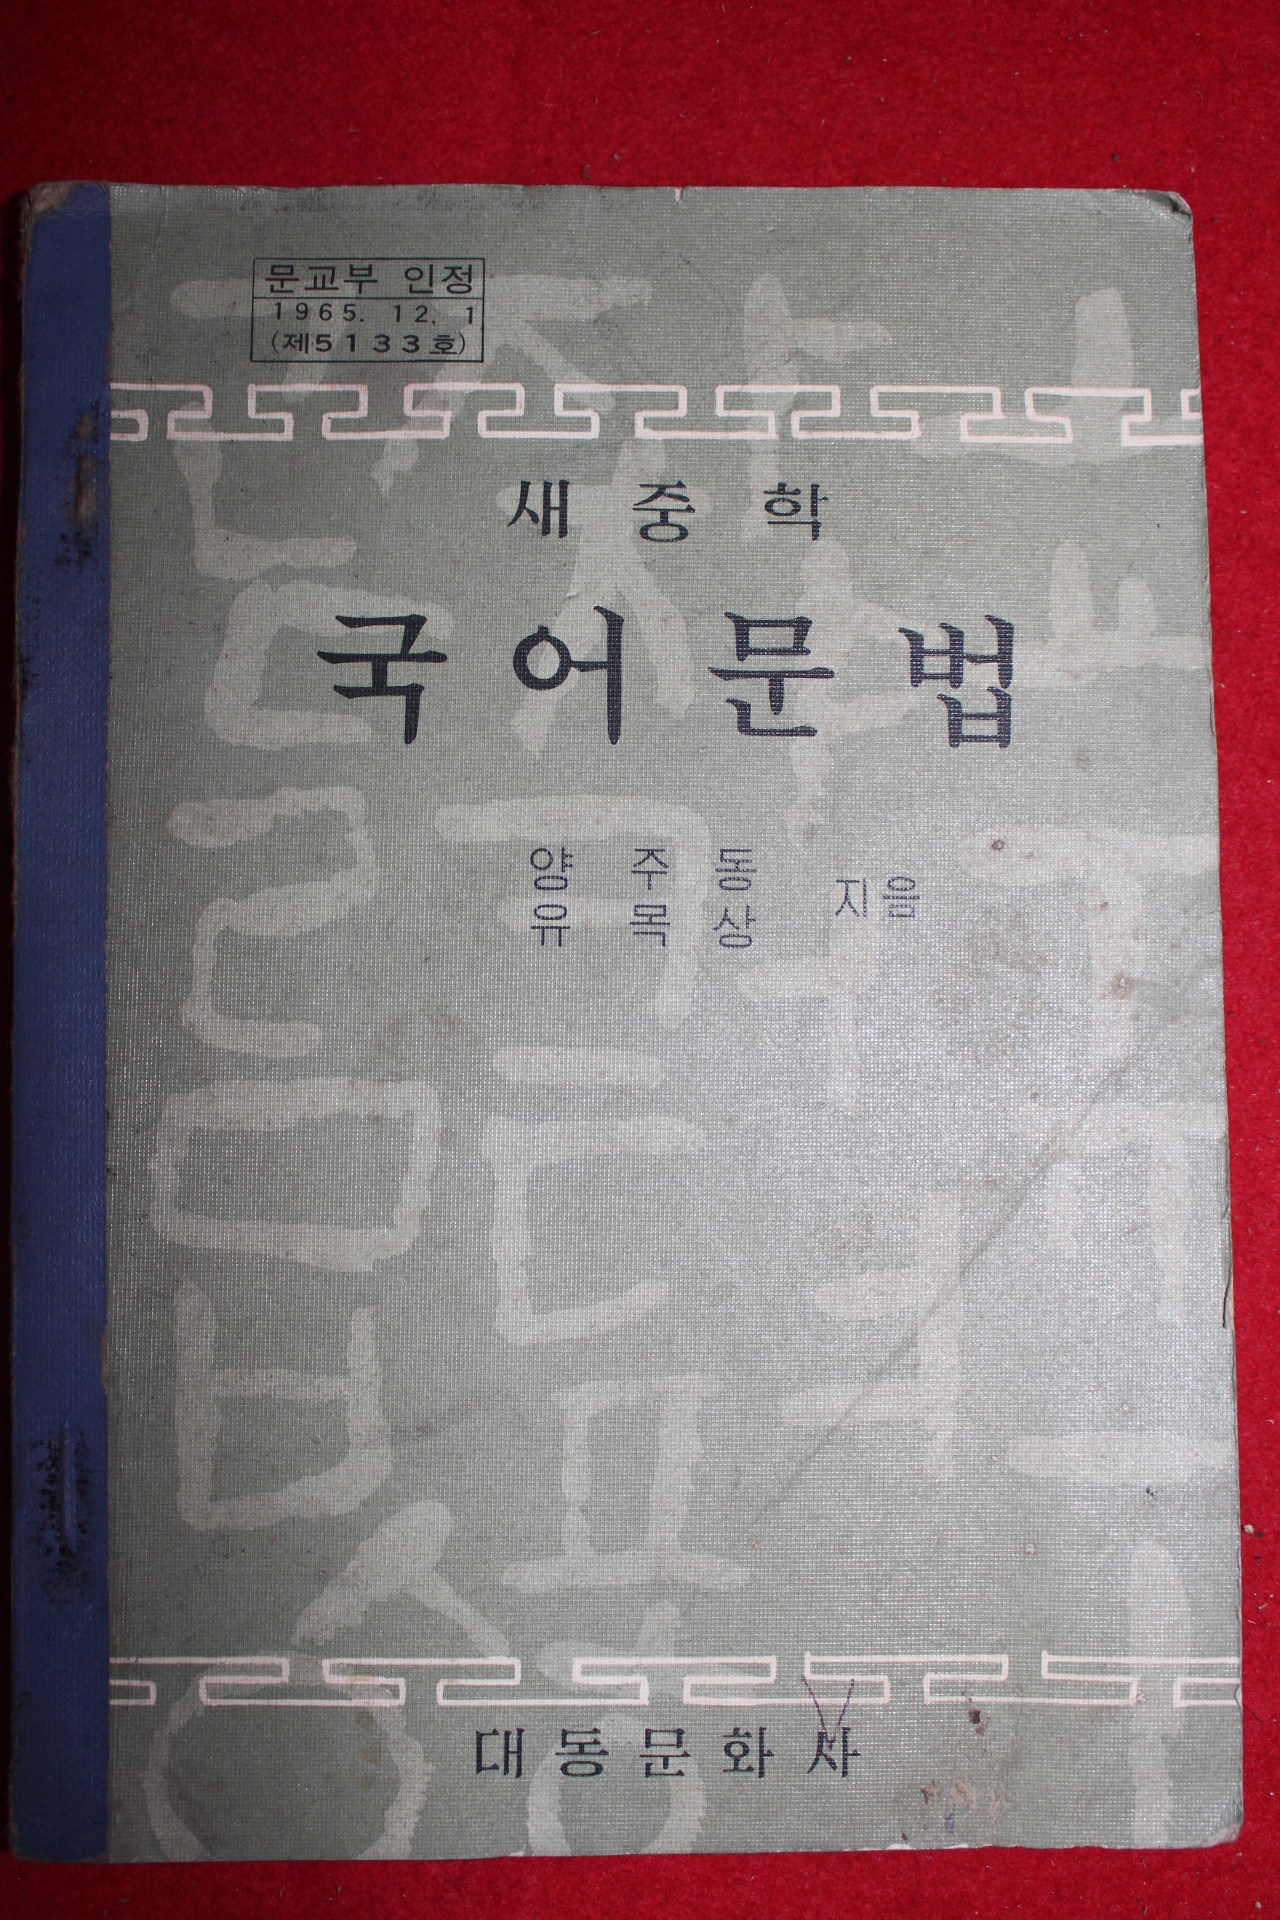 문교부 인정
1965. 12. 1
(제5133호)
새 중 학
국 어 문 법
양 주 동
유 목 상
지음
대 동 문 화 사